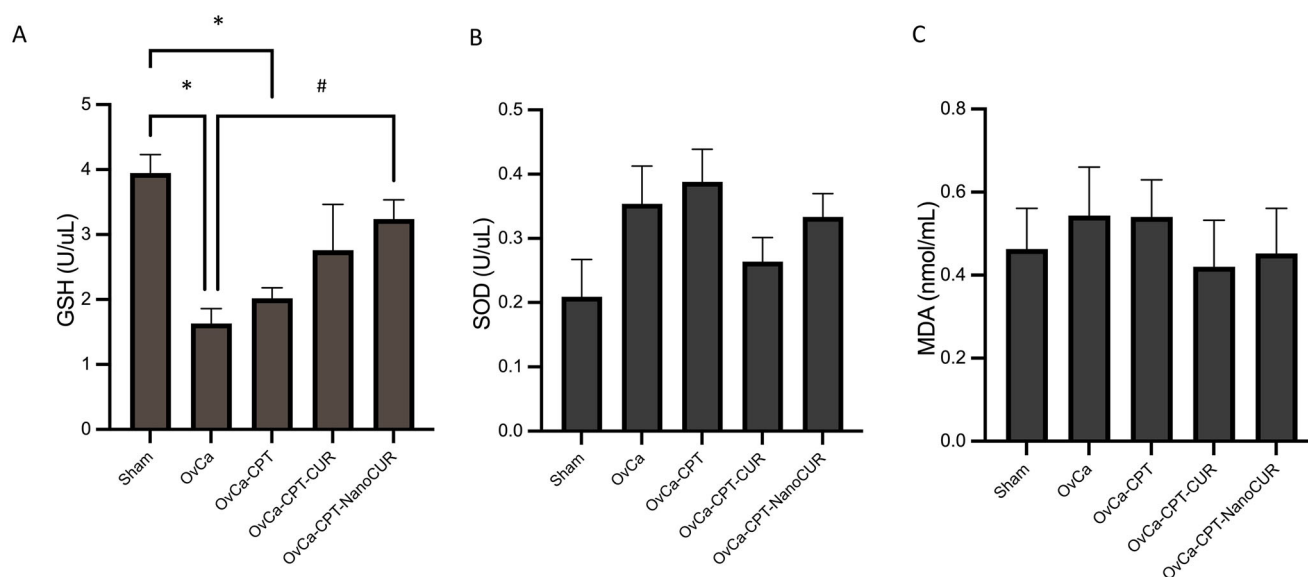 A
*
*
#
GSH (U/uL)
5
4
3
2
1
0
Sham
OvCa
OvCa-CPT
OvCa-CPT-CUR
OvCa-CPT-NanoCUR
B
SOD (U/uL)
0.5
0.4
0.3
0.2
0.1
0.0
Sham
OvCa
OvCa-CPT
OvCa-CPT-CUR
OvCa-CPT-NanoCUR
C
MDA (nmol/mL)
0.8
0.6
0.4
0.2
0.0
Sham
OvCa
OvCa-CPT
OvCa-CPT-CUR
OvCa-CPT-NanoCUR